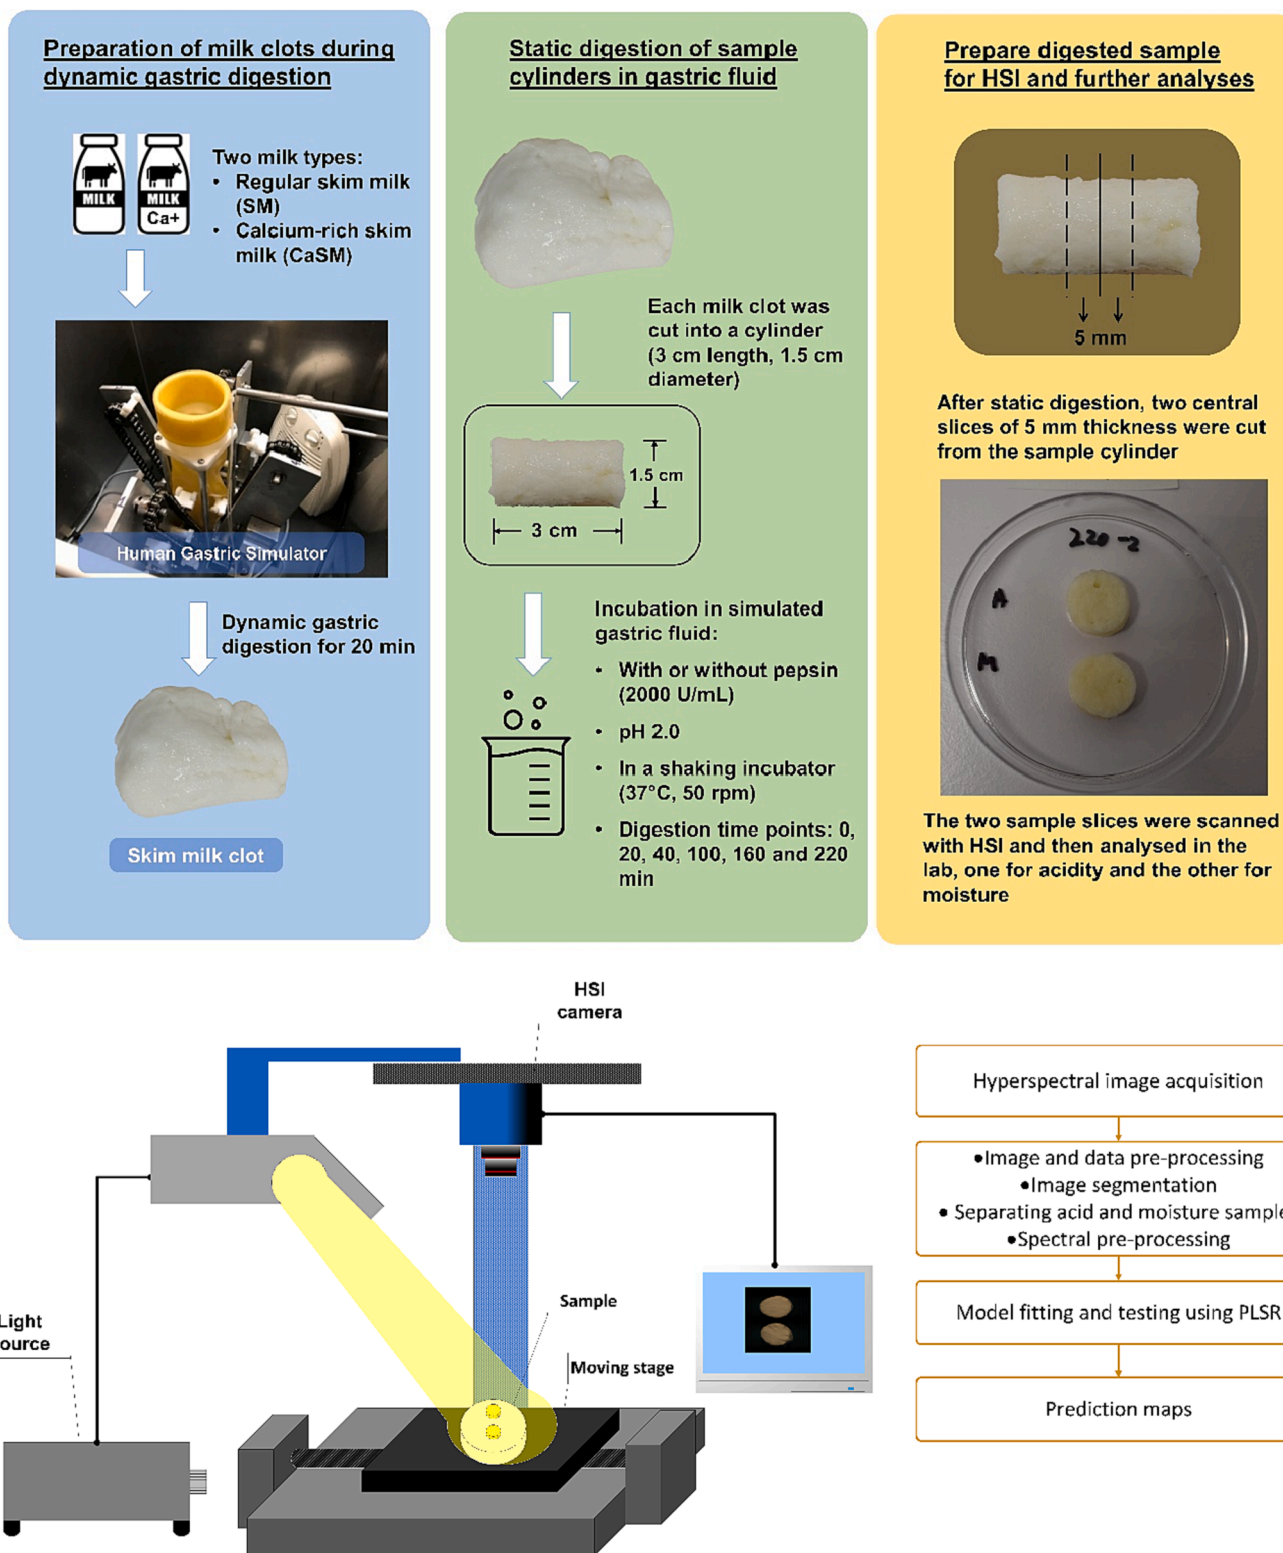 Preparation of milk clots during
dynamic gastric digestion
MILK
MILK
Ca+
Two milk types:
• Regular skim milk
(SM)
• Calcium-rich skim
milk (CaSM)
Human Gastric Simulator
Dynamic gastric
digestion for 20 min
Skim milk clot
Static digestion of sample
cylinders in gastric fluid
Each milk clot was
cut into a cylinder
(3 cm length, 1.5 cm
diameter)
1.5 cm
3 cm
Incubation in simulated
gastric fluid:
• With or without pepsin
(2000 U/mL)
• pH 2.0
• In a shaking incubator
(37°C, 50 rpm)
• Digestion time points: 0,
20, 40, 100, 160 and 220
min
Prepare digested sample
for HSI and further analyses
5 mm
After static digestion, two central
slices of 5 mm thickness were cut
from the sample cylinder
220-2
A
M
The two sample slices were scanned
with HSI and then analysed in the
lab, one for acidity and the other for
moisture
HSI
camera
Light
ource
Sample
Moving stage
Hyperspectral image acquisition
•Image and data pre-processing
•Image segmentation
• Separating acid and moisture sample
•Spectral pre-processing
Model fitting and testing using PLSR
Prediction maps